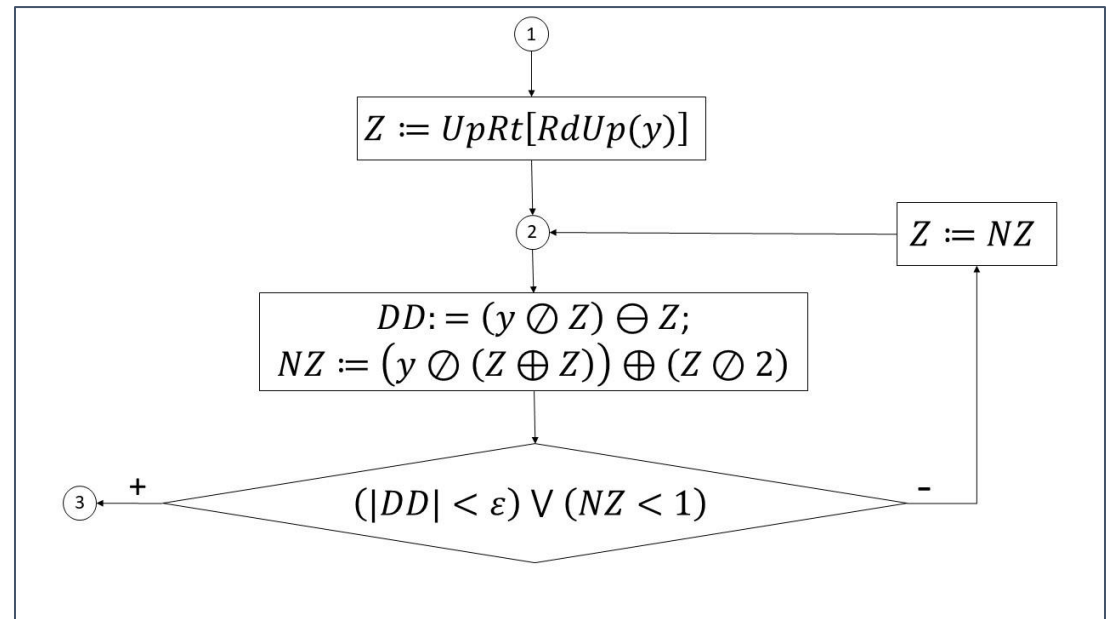 1
Z ≔ UpRt[RdUp(y)]
2
Z ≔ NZ
DD: = (y ⊘ Z) ⊖ Z;
NZ ≔ (y ⊘ (Z ⊕ Z)) ⊕ (Z ⊘ 2)
3
+
(|DD| < ε) ∨ (NZ < 1)
-